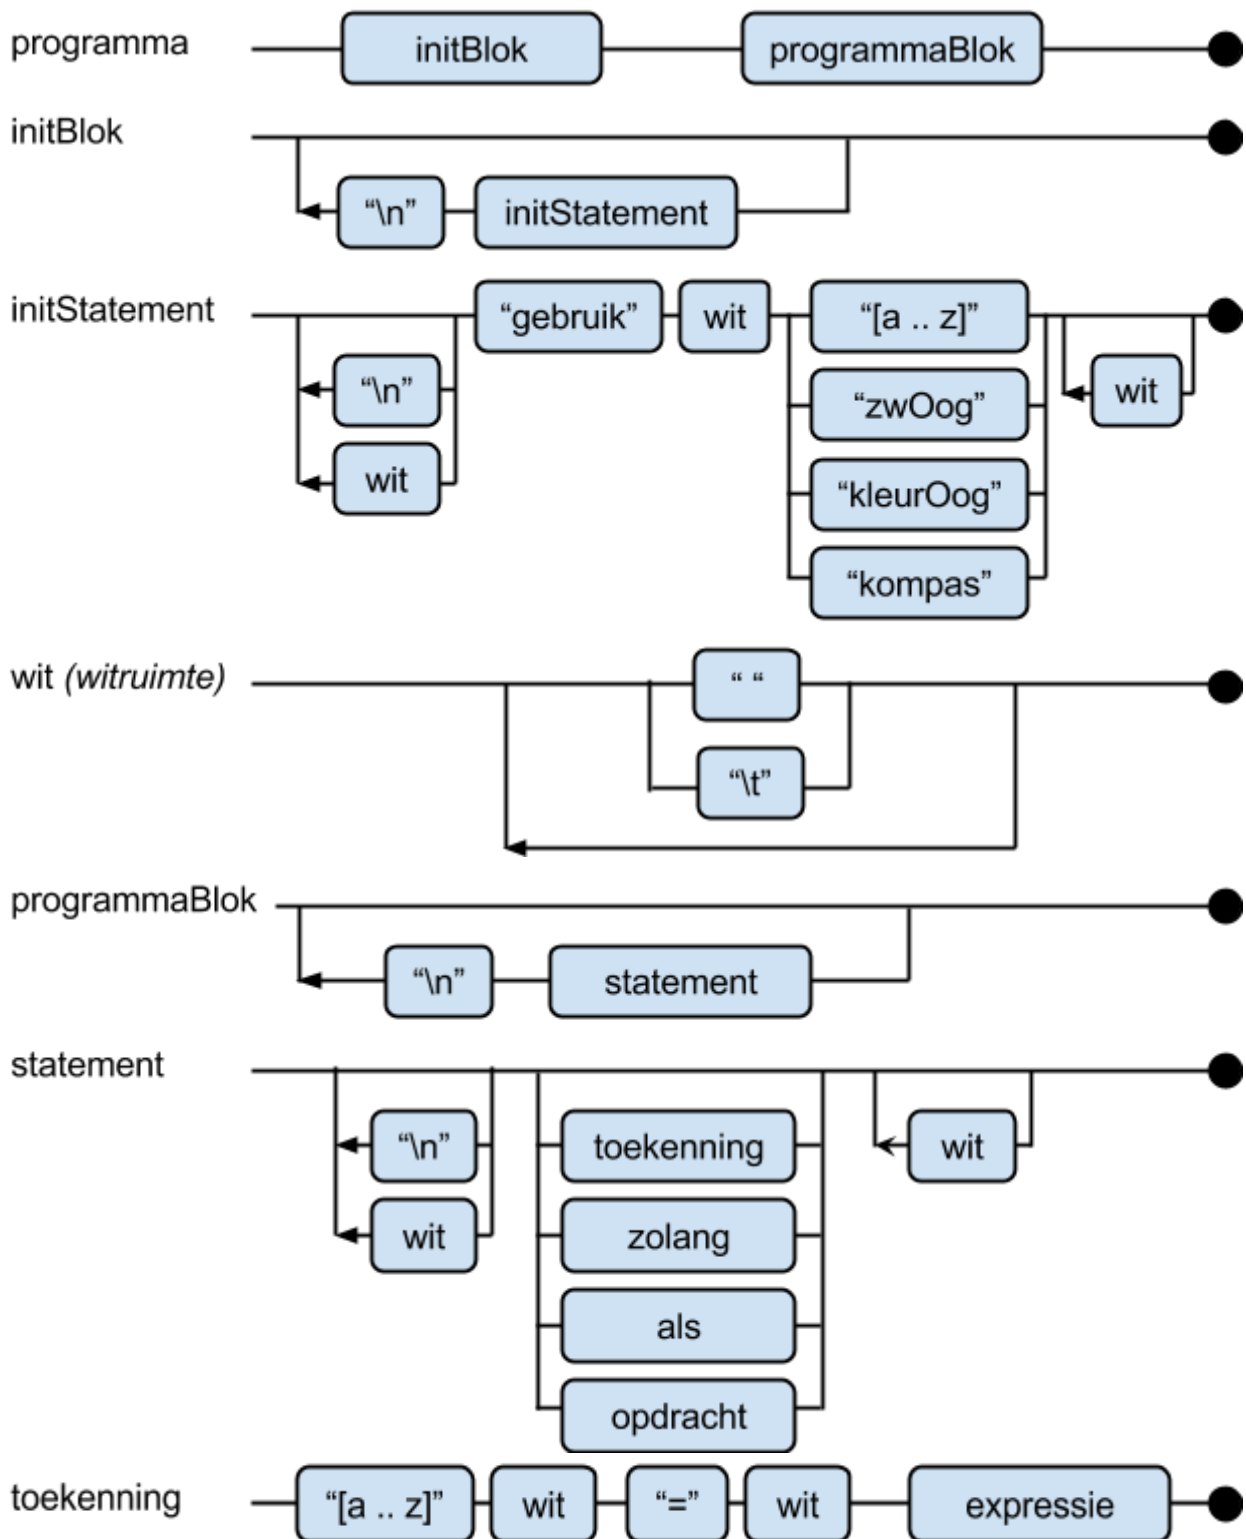 programma initBlok programmaBlok
initBlok
“\n” initStatement
initStatement “gebruik” wit “[a .. z]”
“\n” wit
“zwOog”
wit “kleurOog”
“kompas”
wit (witruimte) “ “
“\t”
programmaBlok
“\n” statement
statement
“\n” toekenning wit
wit zolang
als
opdracht
toekenning “[a .. z]” wit “=” wit expressie